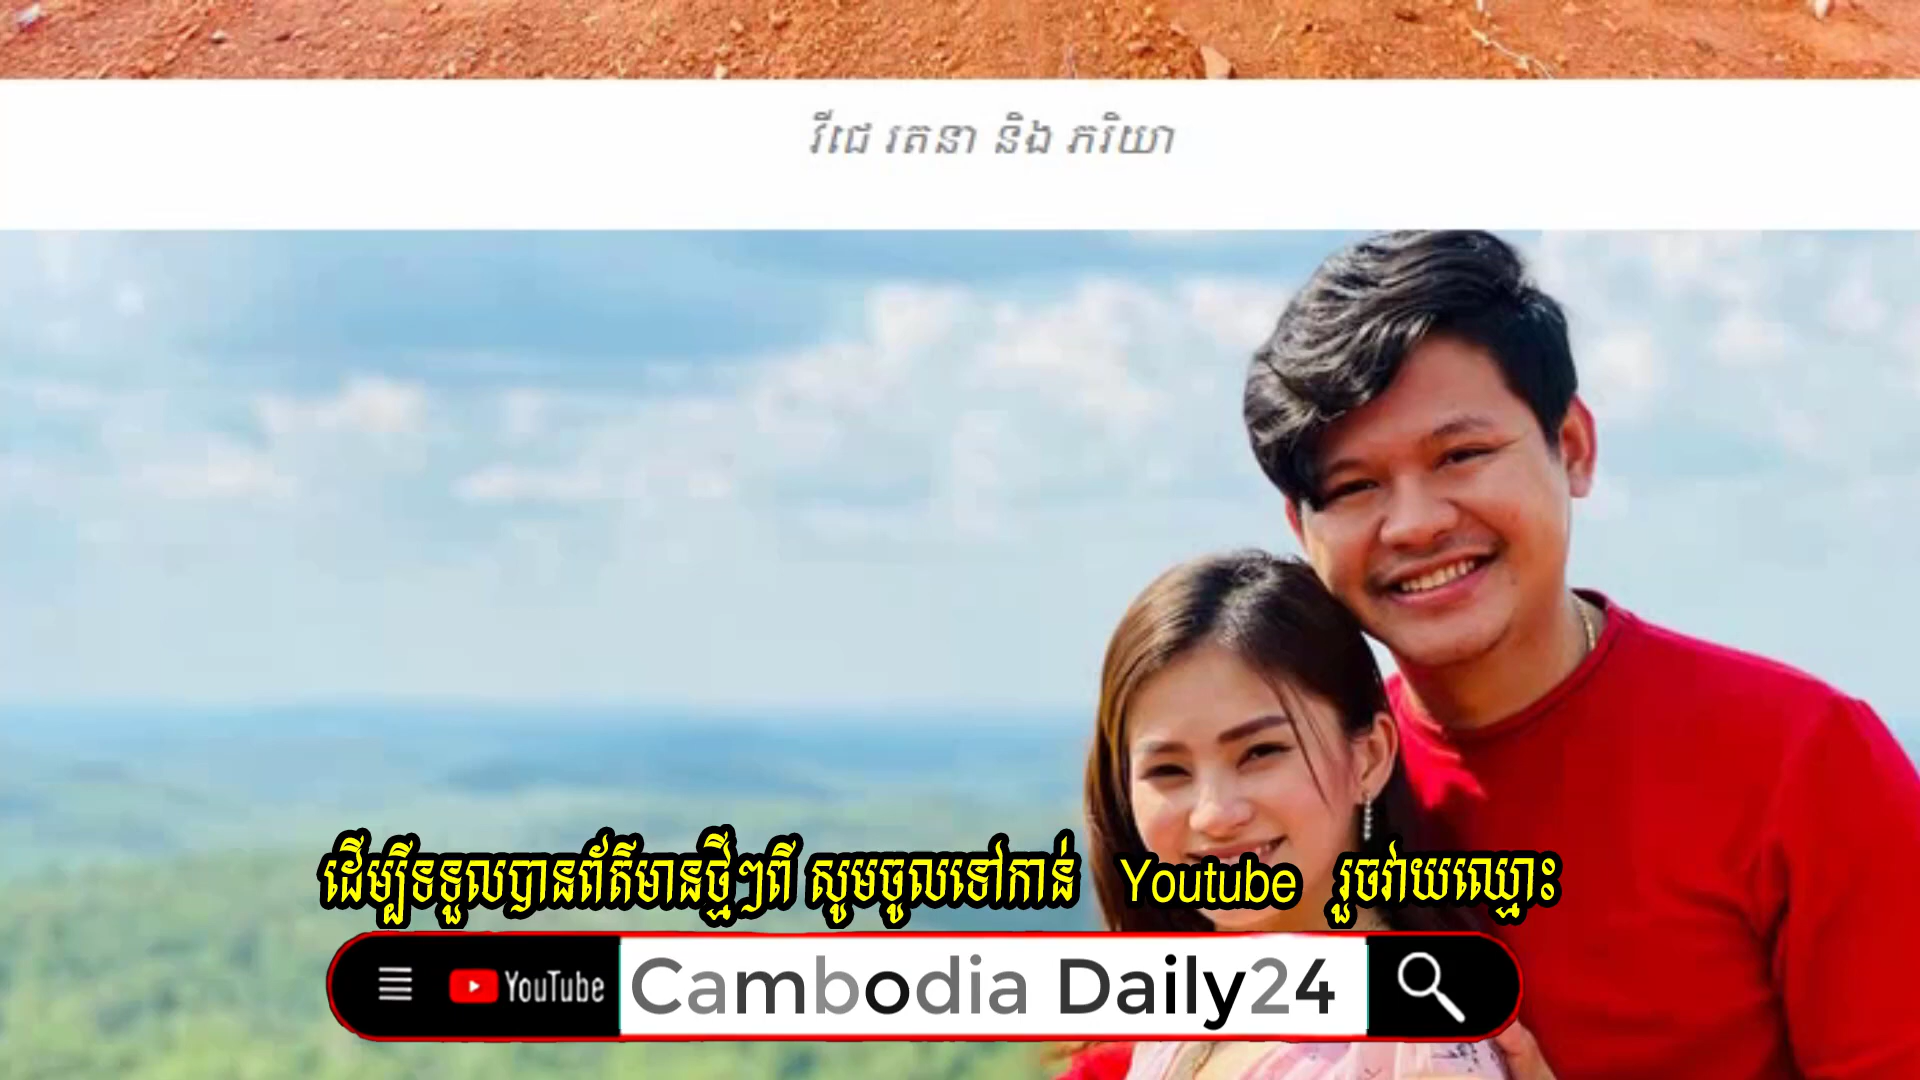 វីជេ រតនា និង ភរិយា
ដើម្បីទទួលបានព័ត៌មានថ្មីៗពី សូមចូលទៅកាន់ Youtube រួចវាយឈ្មោះ
YouTube Cambodia Daily24